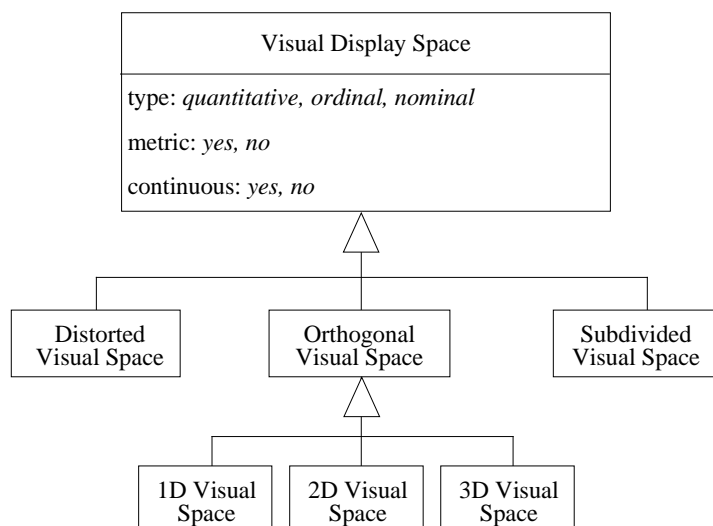 Visual Display Space
type: quantitative, ordinal, nominal
metric: yes, no
continuous: yes, no
Distorted
Visual Space
Orthogonal
Visual Space
Subdivided
Visual Space
1D Visual
Space
2D Visual
Space
3D Visual
Space